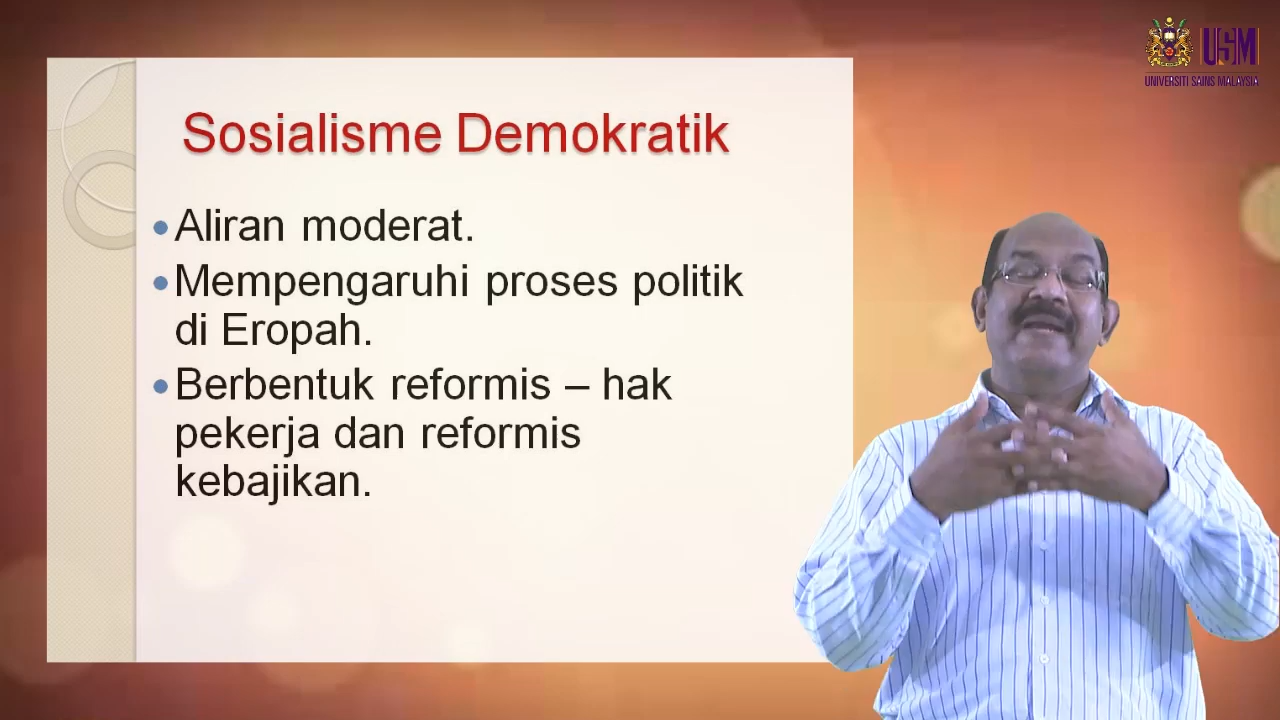 USM
UNIVERSITI SAINS MALAYSIA
Sosialisme Demokratik
Aliran moderat.
Mempengaruhi proses politik
di Eropah.
Berbentuk reformis – hak
pekerja dan reformis
kebajikan.